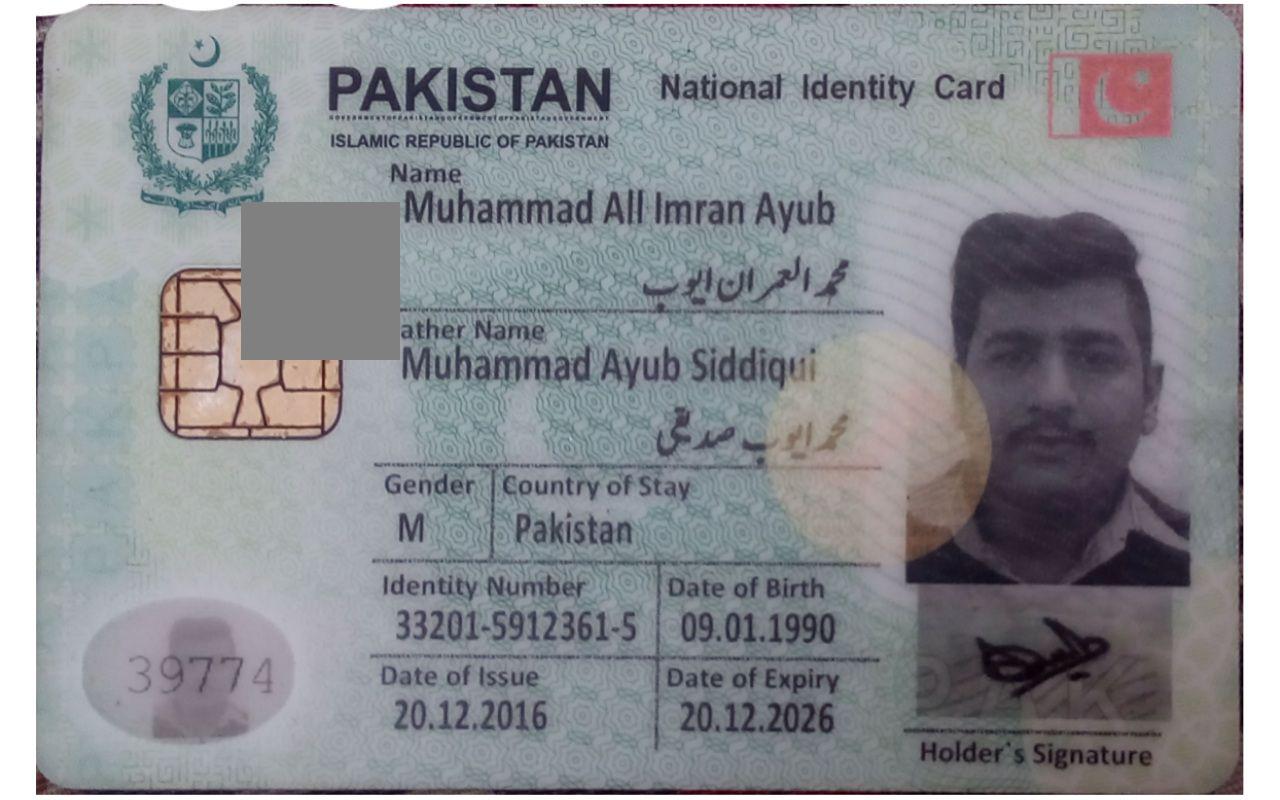 PAKISTAN National Identity Card
ISLAMIC REPUBLIC OF PAKISTAN
Name
Muhammad All Imran Ayub
محمد العمران ایوب
ather Name
Muhammad Ayub Siddiqui
محمد ایوب صدیقی
Gender Country of Stay
M Pakistan
Identity Number Date of Birth
33201-5912361-5 09.01.1990
39774
Date of Issue Date of Expiry
20.12.2016 20.12.2026
Holder`s Signature